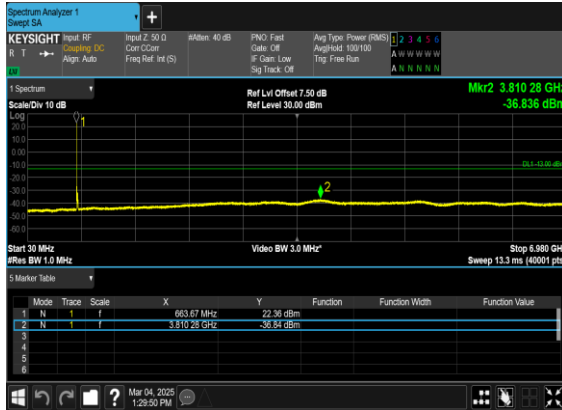 Spectrum Analyzer 1
Swept SA
+
KEYSIGHT Input: RF Input Z: 50 Ω #Atten: 40 dB PNO: Fast Avg Type: Power (RMS) 1 2 3 4 5 6
R T Coupling: DC Corr CCorr Gate: Off Avg|Hold: 100/100 A W W W W W
Align: Auto Freq Ref: Int (S) IF Gain: Low Trig: Free Run
Sig Track: Off A N N N N N
1 Spectrum
Scale/Div 10 dB
Ref Lvl Offset 7.50 dB
Ref Level 30.00 dBm
Mkr2 3.810 28 GHz
-36.836 dBm
Log
20.0
10.0
0.00
-10.0
-20.0
-30.0
-40.0
-50.0
-60.0
1
2
DL1 -13.00 dBm
Start 30 MHz Video BW 3.0 MHz* Stop 6.980 GHz
#Res BW 1.0 MHz Sweep 13.3 ms (40001 pts)
5 Marker Table
Mode Trace Scale X Y Function Function Width Function Value
1 N 1 f 663.67 MHz 22.36 dBm
2 N 1 f 3.810 28 GHz -36.84 dBm
3
4
5
6
?
Mar 04, 2025
1:29:50 PM